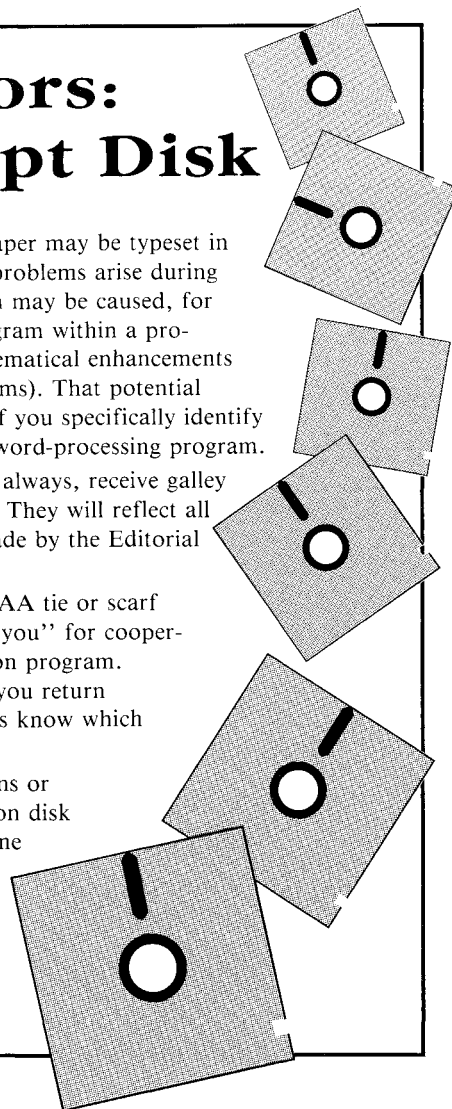 ors:
pt Disk
aper may be typeset in
problems arise during
n may be caused, for
gram within a pro-
ematical enhancements
ms). That potential
f you specifically identify
word-processing program.
always, receive galley
They will reflect all
ade by the Editorial
AA tie or scarf
you’’ for cooper-
on program.
you return
s know which
ns or
on disk
ne